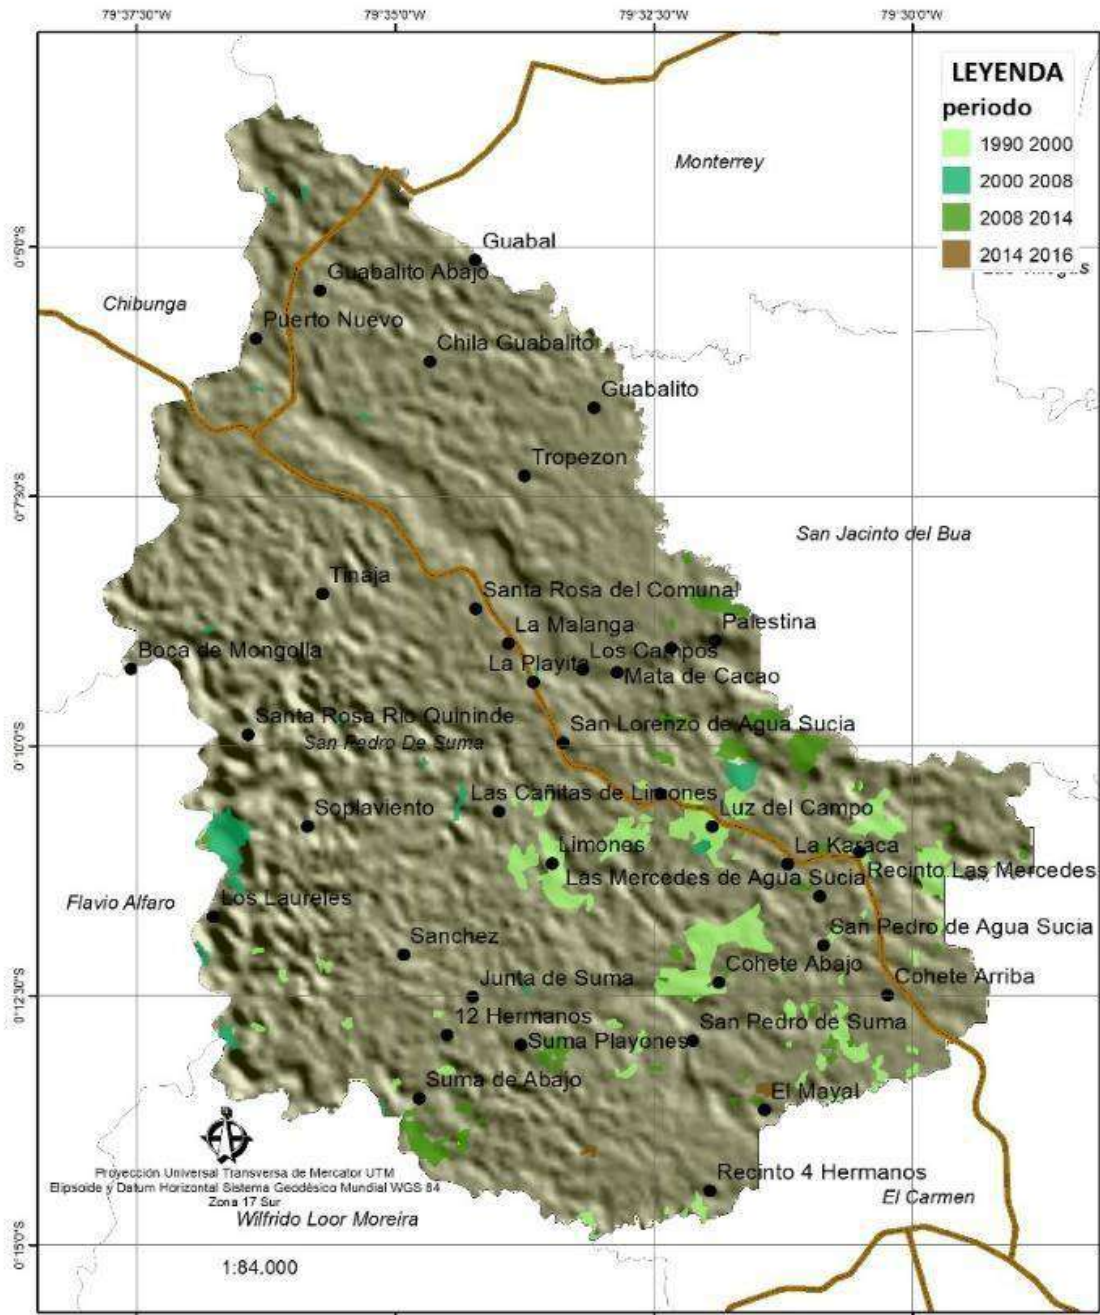 79°37'30"W
79°35'0"W
79°32'30"W
79°30'0"W
LEYENDA
periodo
1990 2000
2000 2008
2008 2014
2014 2016
Monterrey
0°5'0"S
Guabal
Guabalito Abajo
Chibunga
Puerto Nuevo
Chila Guabalito
Guabalito
Tropezon
0°7'30"S
San Jacinto del Bua
Tinaja
Santa Rosa del Comunal
La Malanga
Palestina
Boca de Mongolla
La Playita
Los Campos
Mata de Cacao
Santa Rosa Rio Quininde
San Lorenzo de Agua Sucia
San Pedro De Suma
0°10'0"S
Las Cañitas de Limones
Soplaviento
Luz del Campo
Limones
La Karaca
Las Mercedes de Agua Sucia
Recinto Las Mercedes
Flavio Alfaro
Los Laureles
San Pedro de Agua Sucia
Sanchez
Cohete Abajo
Junta de Suma
Cohete Arriba
0°12'30"S
12 Hermanos
San Pedro de Suma
Suma Playones
Suma de Abajo
El Mayal
Proyección Universal Transversa de Mercator UTM
Elipsoide y Datum Horizontal Sistema Geodésico Mundial WGS 84
Zona 17 Sur
Recinto 4 Hermanos
El Carmen
Wilfrido Loor Moreira
0°15'0"S
1:84.000